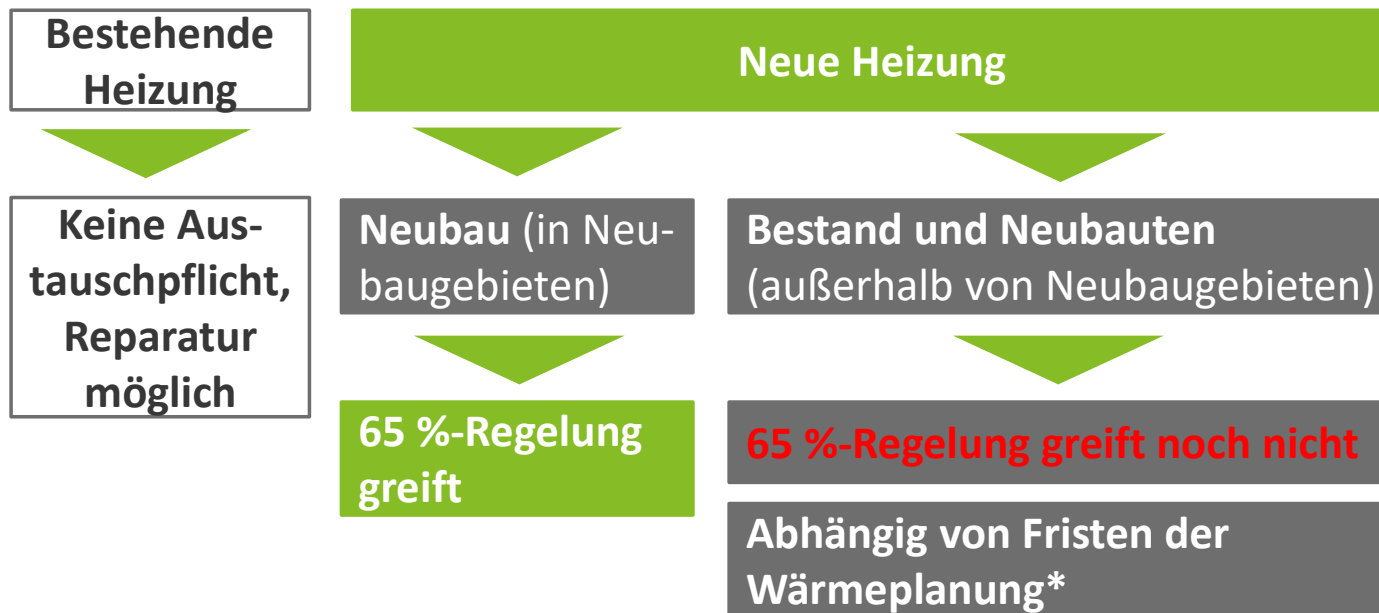 Bestehende
Heizung
Neue Heizung
Keine Aus-
tauschpflicht,
Reparatur
möglich
Neubau (in Neu-
baugebieten)
Bestand und Neubauten
(außerhalb von Neubaugebieten)
65 %-Regelung
greift
65 %-Regelung greift noch nicht
Abhängig von Fristen der
Wärmeplanung*